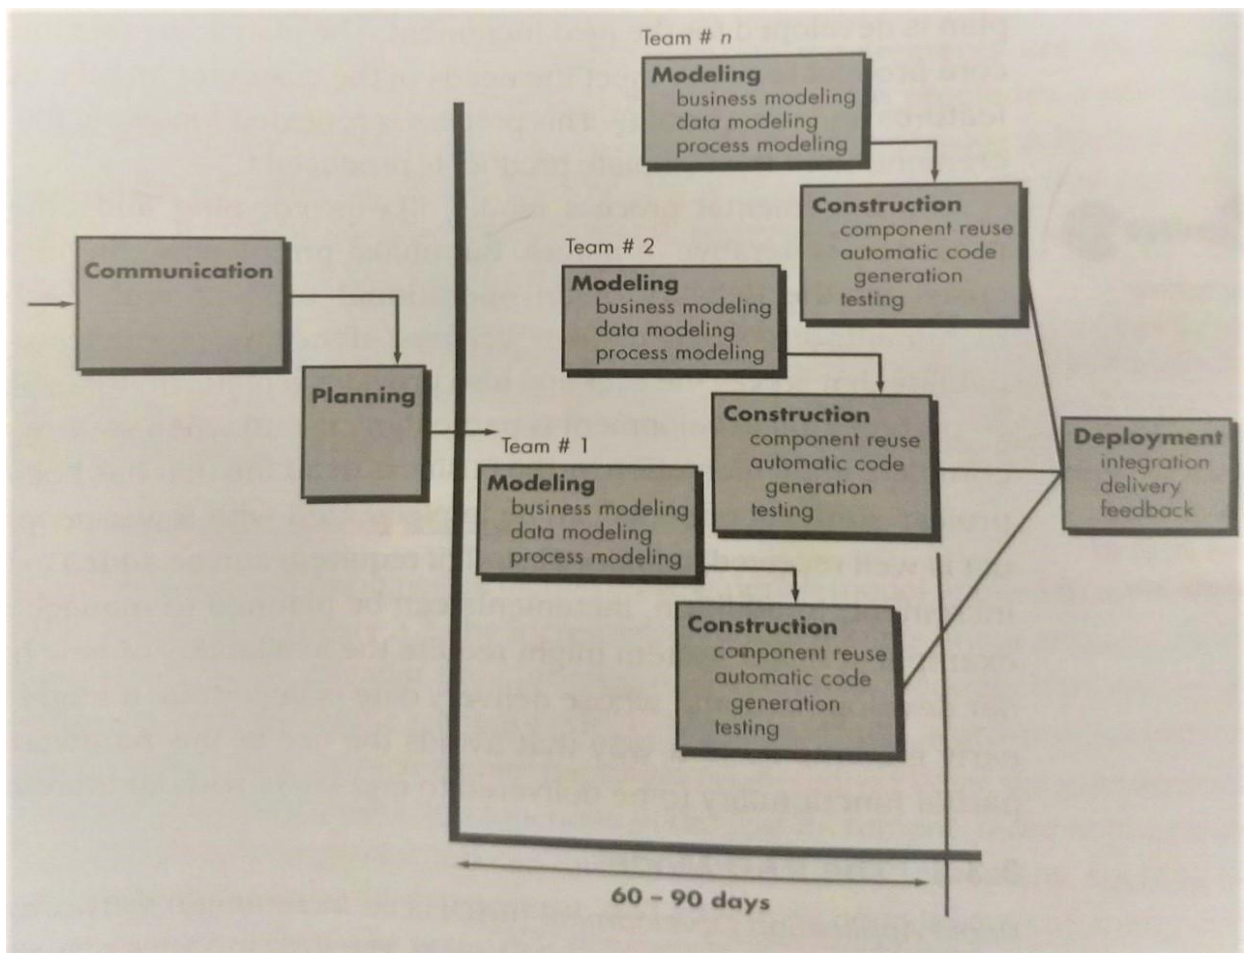 Team # n
Modeling
business modeling
data modeling
process modeling
Construction
component reuse
automatic code
generation
testing
Team # 2
Modeling
business modeling
data modeling
process modeling
Construction
component reuse
automatic code
generation
testing
Communication
Planning
Team # 1
Modeling
business modeling
data modeling
process modeling
Construction
component reuse
automatic code
generation
testing
Deployment
integration
delivery
feedback
60 – 90 days